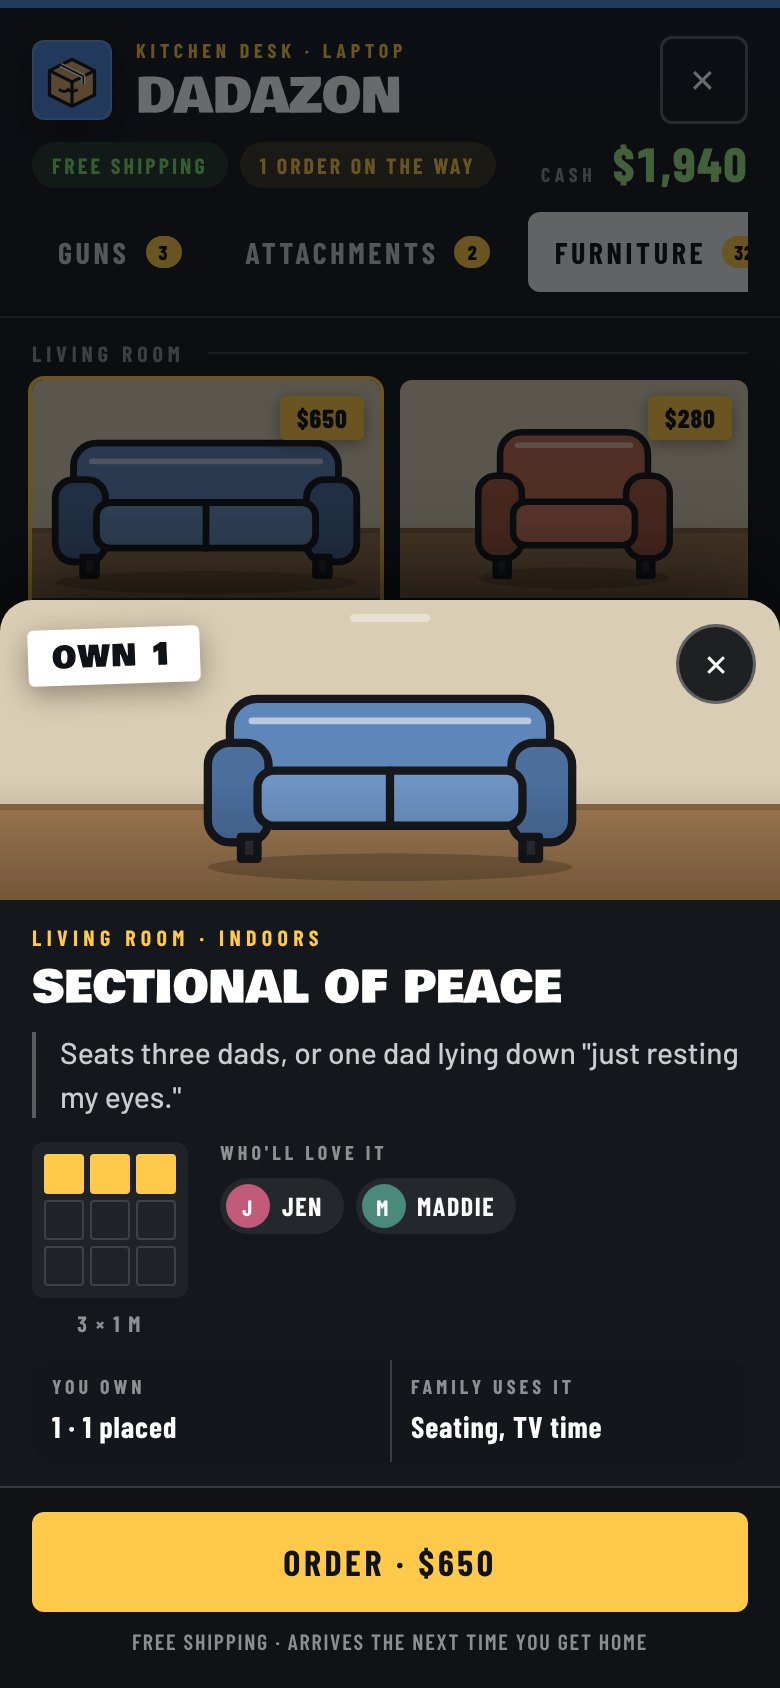 KITCHEN DESK · LAPTOP
DADAZON
×
FREE SHIPPING
1 ORDER ON THE WAY
CASH $1,940
GUNS 3
ATTACHMENTS 2
FURNITURE 32
LIVING ROOM
$650
$280
OWN 1
×
LIVING ROOM · INDOORS
SECTIONAL OF PEACE
Seats three dads, or one dad lying down "just resting
my eyes."
WHO'LL LOVE IT
J JEN
M MADDIE
3 × 1 M
YOU OWN
1 · 1 placed
FAMILY USES IT
Seating, TV time
ORDER · $650
FREE SHIPPING · ARRIVES THE NEXT TIME YOU GET HOME